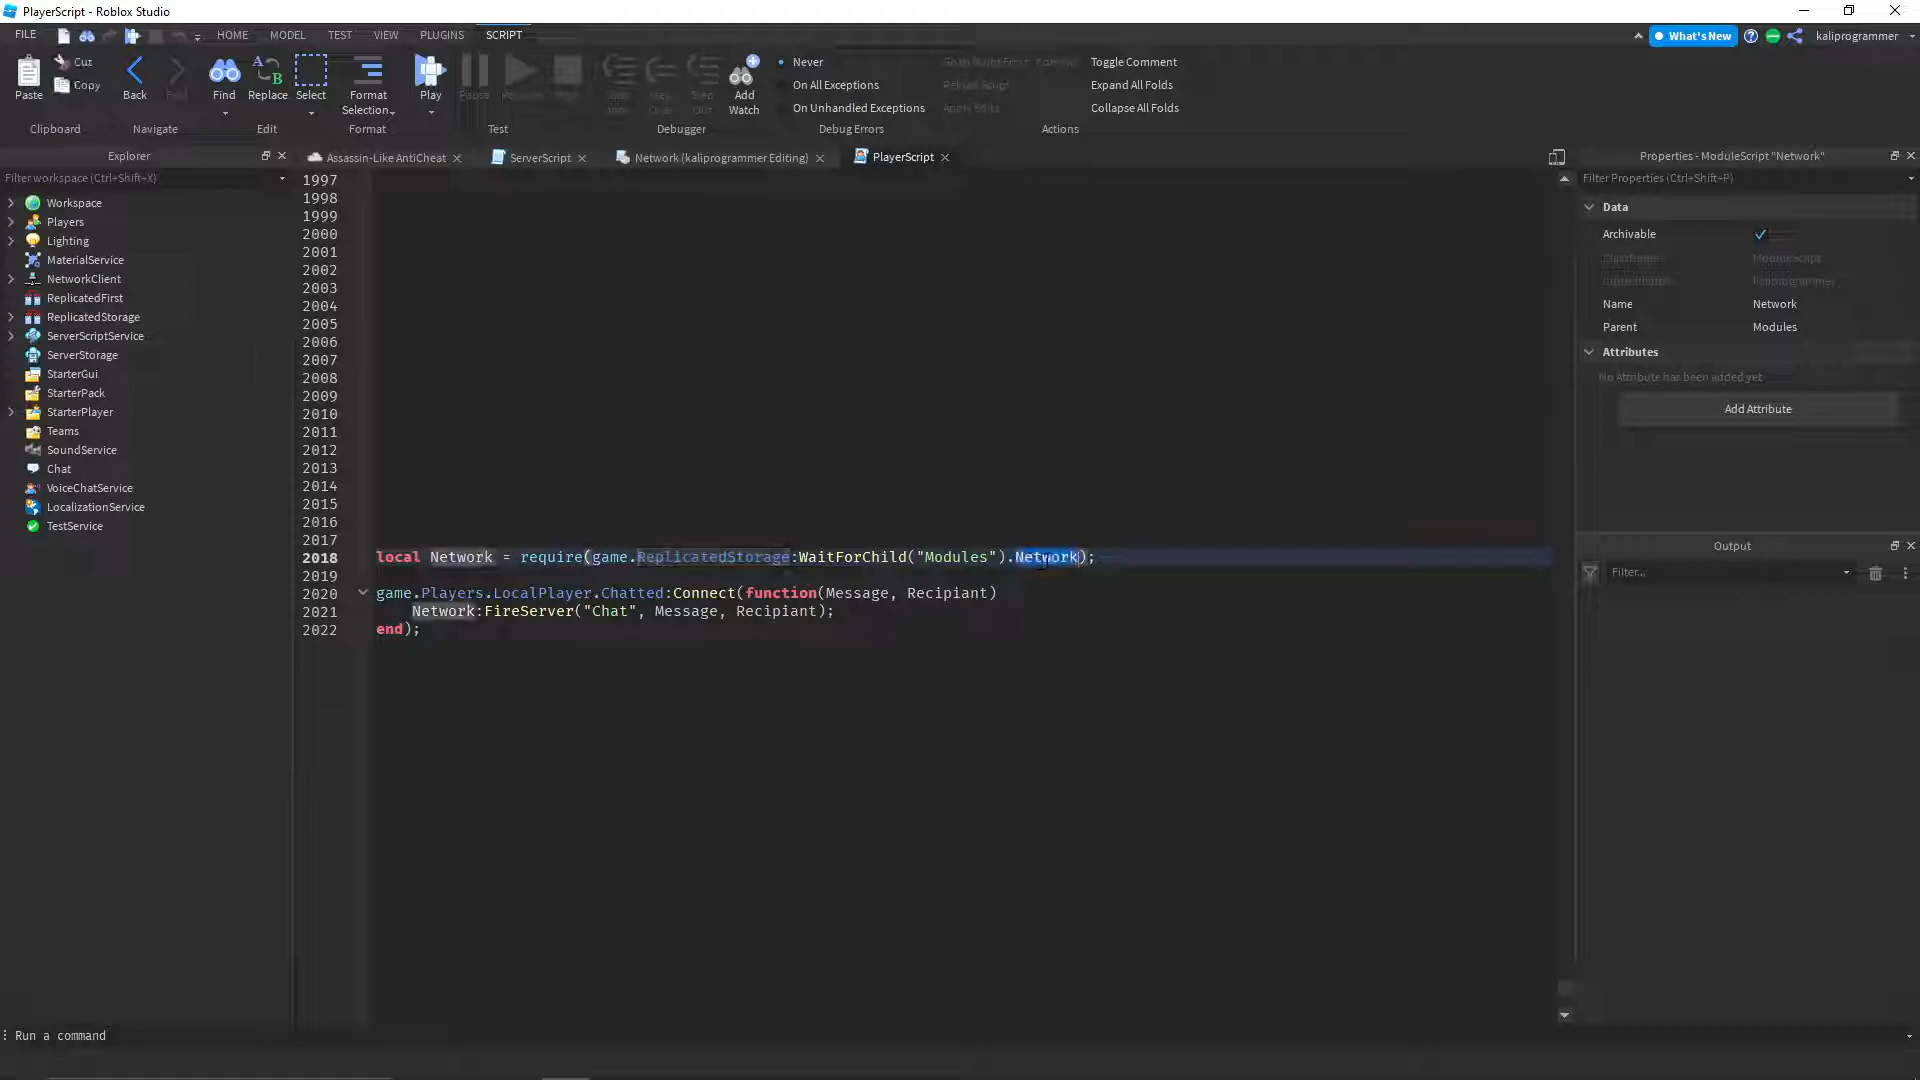 PlayerScript - Roblox Studio
FILE
HOME
MODEL
TEST
VIEW
PLUGINS
SCRIPT
What's New
kaliprogrammer
Paste
Cut
Copy
Clipboard
Back
Navigate
Find
Replace
Select
Edit
Format
Selection
Format
Play
Pause
Test
Debugger
Add
Watch
Never
On All Exceptions
On Unhandled Exceptions
Debug Errors
Reload Script
Apply Edits
Toggle Comment
Expand All Folds
Collapse All Folds
Actions
Explorer
Filter workspace (Ctrl+Shift+X)
Workspace
Players
Lighting
MaterialService
NetworkClient
ReplicatedFirst
ReplicatedStorage
ServerScriptService
ServerStorage
StarterGui
StarterPack
StarterPlayer
Teams
SoundService
Chat
VoiceChatService
LocalizationService
TestService
Assassin-Like AntiCheat
ServerScript
Network (kaliprogrammer Editing)
PlayerScript
1997
1998
1999
2000
2001
2002
2003
2004
2005
2006
2007
2008
2009
2010
2011
2012
2013
2014
2015
2016
2017
2018 local Network = require(game.ReplicatedStorage:WaitForChild("Modules").Network);
2019
2020 game.Players.LocalPlayer.Chatted:Connect(function(Message, Recipiant)
2021 Network:FireServer("Chat", Message, Recipiant);
2022 end);
Properties - ModuleScript "Network"
Filter Properties (Ctrl+Shift+P)
Data
Archivable
ModuleScript
kaliprogrammer
Name Network
Parent Modules
Attributes
No Attribute has been added yet
Add Attribute
Output
Filter...
Run a command